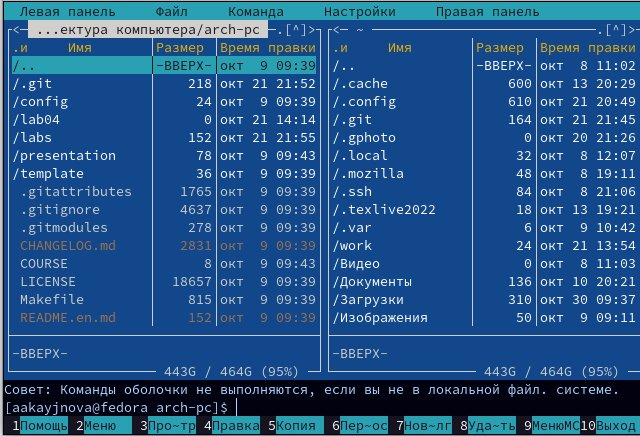 Левая панель Файл Команда Настройки Правая панель
<─ ...ектура компьютера/arch-pc ─.[^]> <─ ~ ─.[^]>
.и Имя Размер Время правки .и Имя Размер Время правки
/.. -ВВЕРХ- окт 9 09:39 /.. -ВВЕРХ- окт 8 11:02
/.git 218 окт 21 21:52 /.cache 600 окт 13 20:29
/config 24 окт 9 09:39 /.config 610 окт 21 20:49
/lab04 0 окт 21 14:14 /.git 164 окт 21 21:45
/labs 152 окт 21 21:55 /.gphoto 0 окт 20 21:26
/presentation 78 окт 9 09:43 /.local 32 окт 8 12:07
/template 36 окт 9 09:39 /.mozilla 48 окт 8 19:11
.gitattributes 1765 окт 9 09:39 /.ssh 84 окт 8 21:06
.gitignore 4637 окт 9 09:39 /.texlive2022 18 окт 13 19:21
.gitmodules 278 окт 9 09:39 /.var 6 окт 9 10:42
CHANGELOG.md 2831 окт 9 09:39 /work 24 окт 21 13:54
COURSE 8 окт 9 09:43 /Видео 0 окт 8 11:03
LICENSE 18657 окт 9 09:39 /Документы 136 окт 10 20:21
Makefile 815 окт 9 09:39 /Загрузки 310 окт 30 09:37
README.en.md 152 окт 9 09:39 /Изображения 50 окт 9 09:11
-ВВЕРХ- -ВВЕРХ-
443G / 464G (95%) 443G / 464G (95%)
Совет: Команды оболочки не выполняются, если вы не в локальной файл. системе.
[aakayjnova@fedora arch-pc]$
1Помощь 2Меню 3Про~тр 4Правка 5Копия 6Пер~ос 7Нов~лг 8Уда~ть 9МенюMC 10Выход